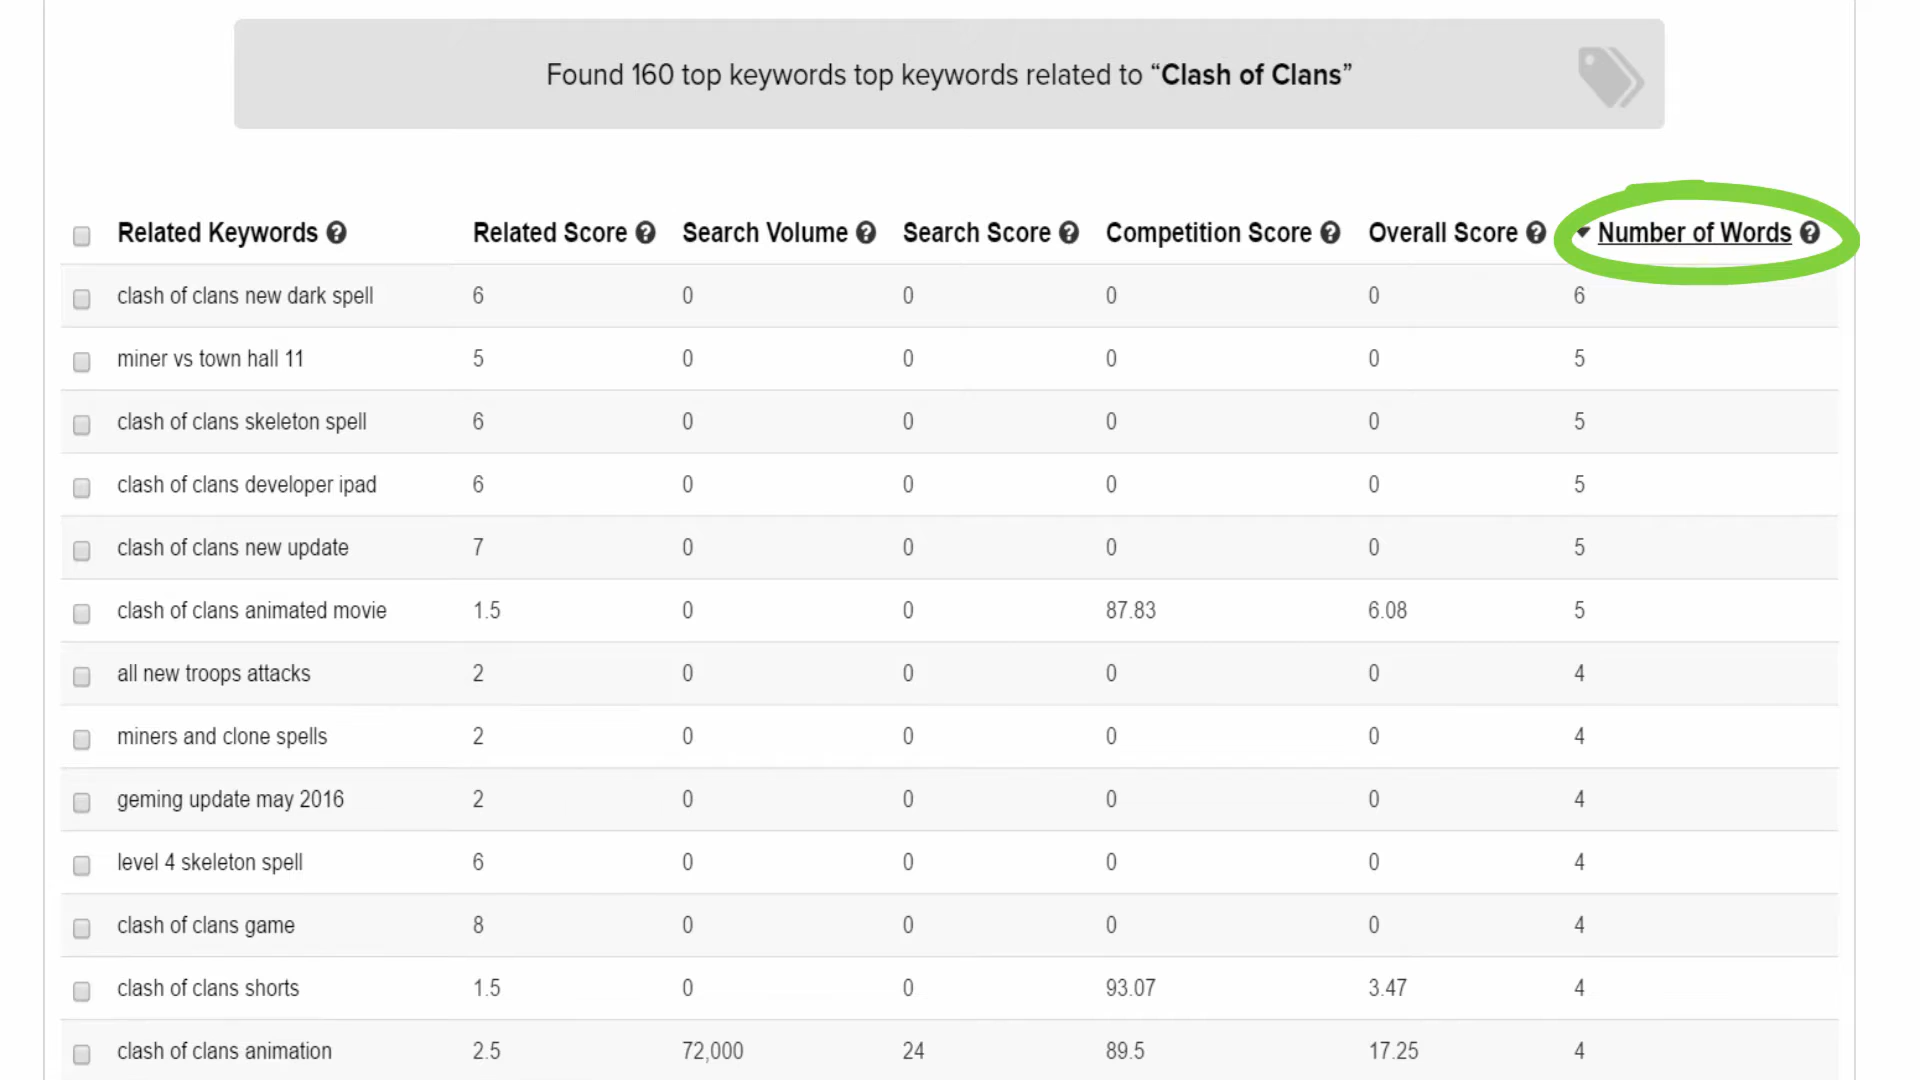 Found 160 top keywords top keywords related to “Clash of Clans”
Related Keywords ? Related Score ? Search Volume ? Search Score ? Competition Score ? Overall Score ? Number of Words ?
clash of clans new dark spell 6 0 0 0 0 6
miner vs town hall 11 5 0 0 0 0 5
clash of clans skeleton spell 6 0 0 0 0 5
clash of clans developer ipad 6 0 0 0 0 5
clash of clans new update 7 0 0 0 0 5
clash of clans animated movie 1.5 0 0 87.83 6.08 5
all new troops attacks 2 0 0 0 0 4
miners and clone spells 2 0 0 0 0 4
geming update may 2016 2 0 0 0 0 4
level 4 skeleton spell 6 0 0 0 0 4
clash of clans game 8 0 0 0 0 4
clash of clans shorts 1.5 0 0 93.07 3.47 4
clash of clans animation 2.5 72,000 24 89.5 17.25 4